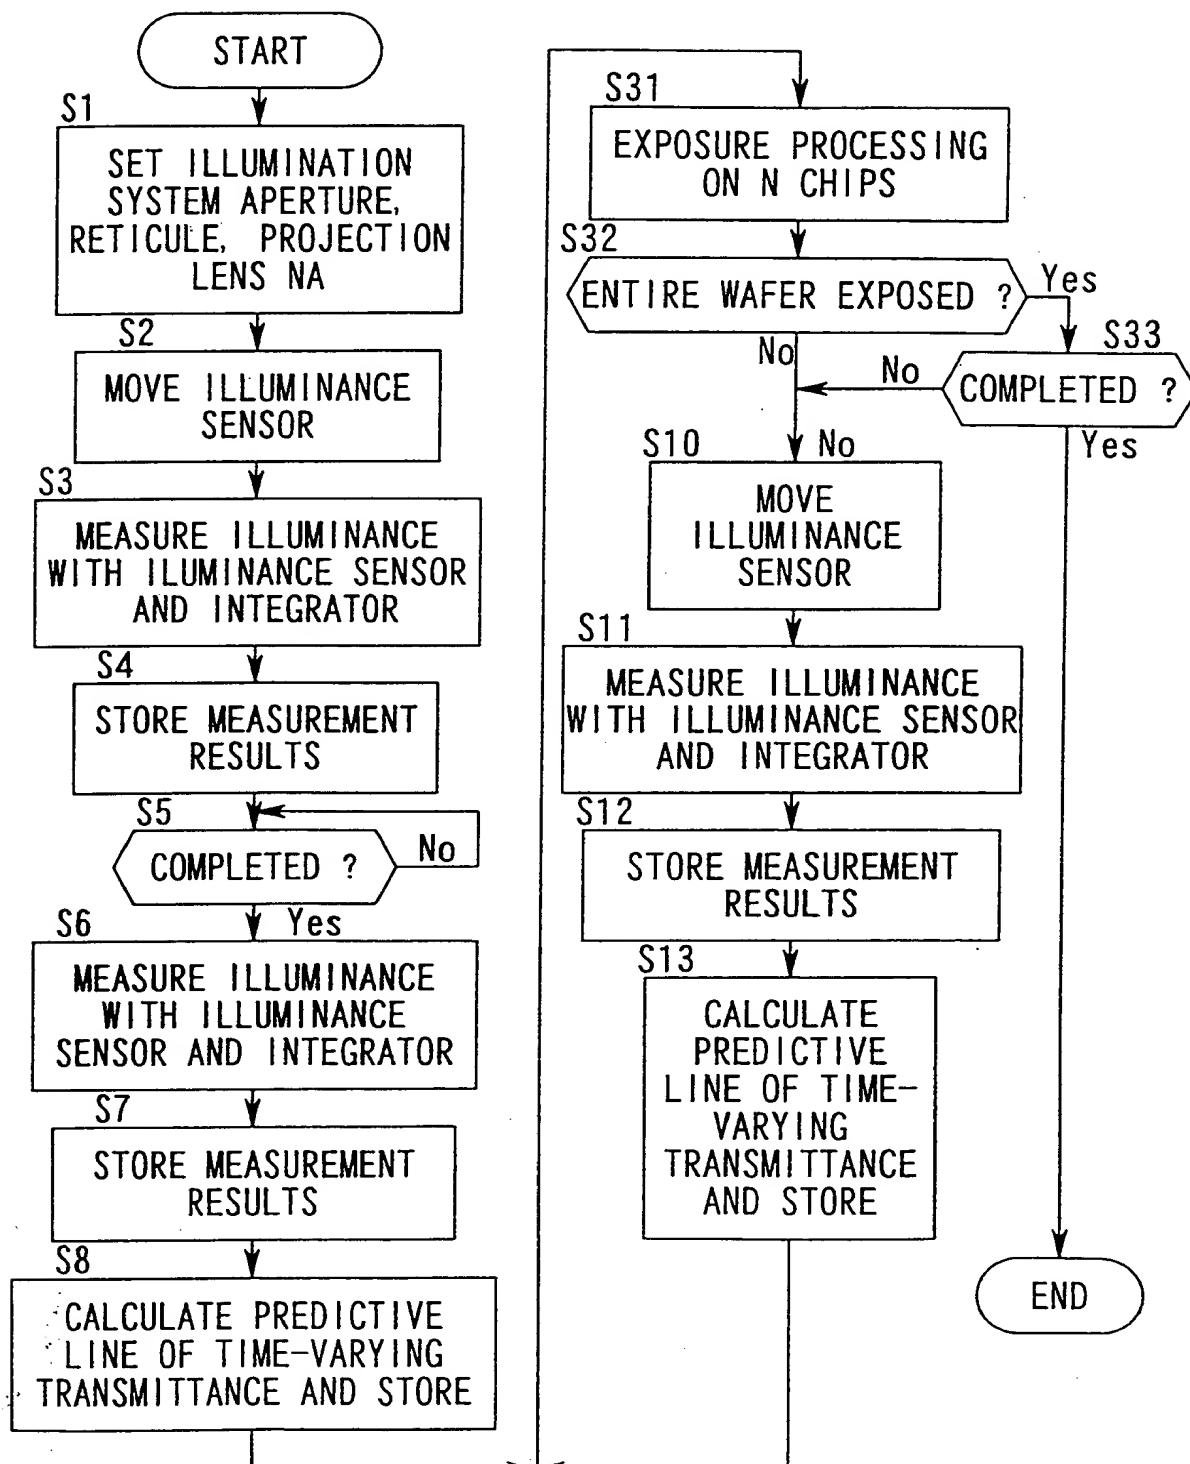 START
S1
SET ILLUMINATION
SYSTEM APERTURE,
RETICULE, PROJECTION
LENS NA
S2
MOVE ILLUMINANCE
SENSOR
S3
MEASURE ILLUMINANCE
WITH ILUMINANCE SENSOR
AND INTEGRATOR
S4
STORE MEASUREMENT
RESULTS
S5
COMPLETED ?
No
Yes
S6
MEASURE ILLUMINANCE
WITH ILLUMINANCE
SENSOR AND INTEGRATOR
S7
STORE MEASUREMENT
RESULTS
S8
CALCULATE PREDICTIVE
LINE OF TIME-VARYING
TRANSMITTANCE AND STORE
S31
EXPOSURE PROCESSING
ON N CHIPS
S32
ENTIRE WAFER EXPOSED ?
Yes
No
S33
COMPLETED ?
No
Yes
S10
No
MOVE
ILLUMINANCE
SENSOR
S11
MEASURE ILLUMINANCE
WITH ILLUMINANCE SENSOR
AND INTEGRATOR
S12
STORE MEASUREMENT
RESULTS
S13
CALCULATE
PREDICTIVE
LINE OF TIME-
VARYING
TRANSMITTANCE
AND STORE
END